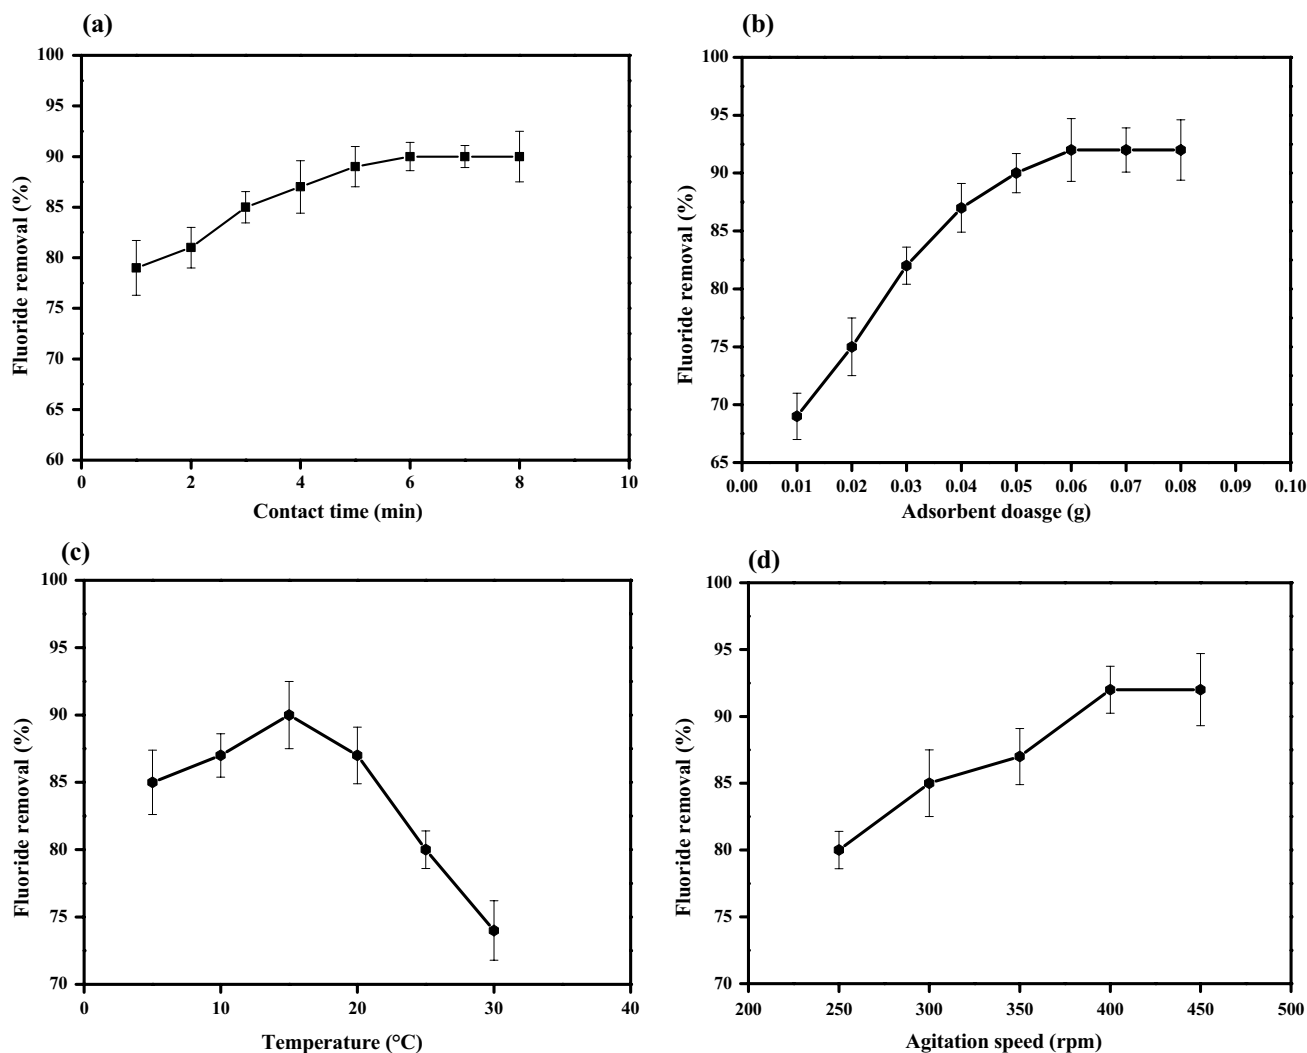 (a)
100
95
90
85
80
75
70
65
60
0 2 4 6 8 10
Fluoride removal (%)
Contact time (min)
(b)
100
95
90
85
80
75
70
65
0.00 0.01 0.02 0.03 0.04 0.05 0.06 0.07 0.08 0.09 0.10
Fluoride removal (%)
Adsorbent doasge (g)
(c)
100
95
90
85
80
75
70
0 10 20 30 40
Fluoride removal (%)
Temperature (°C)
(d)
100
95
90
85
80
75
70
200 250 300 350 400 450 500
Fluoride removal (%)
Agitation speed (rpm)